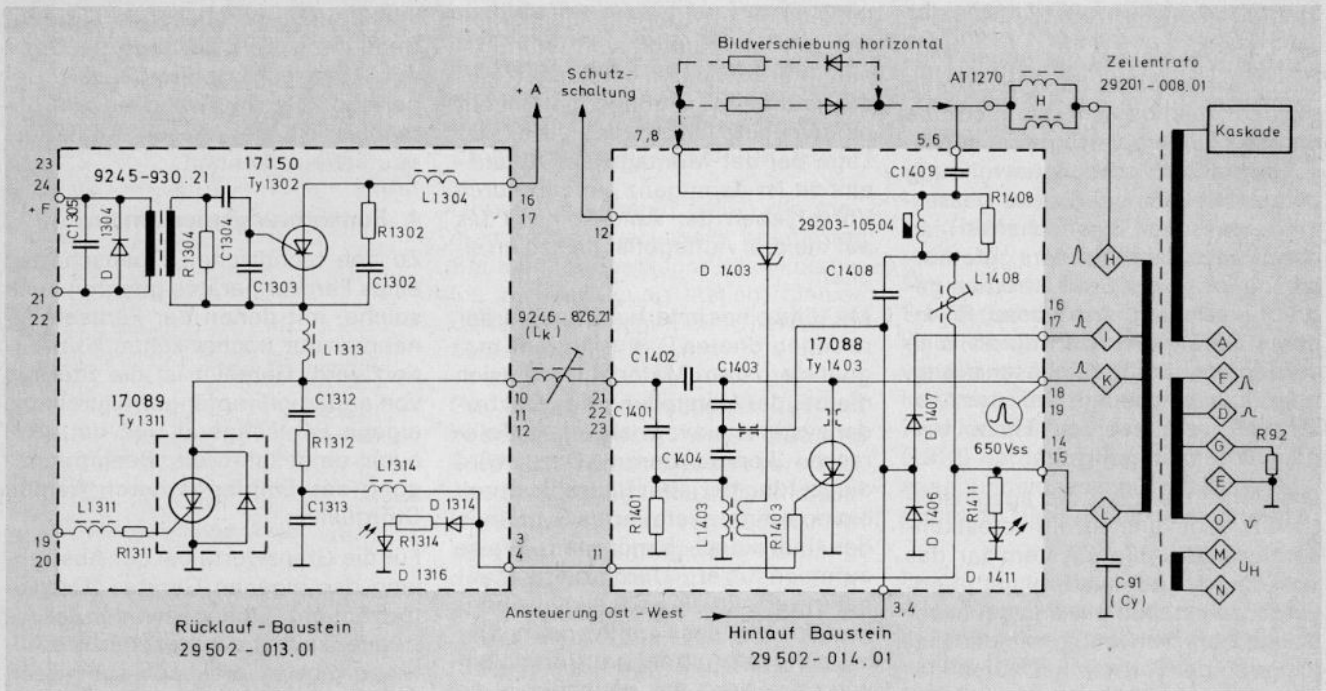 Bildverschiebung horizontal
Schutz-
schaltung
+ A
AT1270
Zeilentrafo
29201-008.01
H
Kaskade
7,8
5,6
23
24
F
9245-930.21
17150
Ty1302
L1304
16
17
12
C1409
R1408
29203-105.04
C1305
D 1304
R1304
C1304
C1303
R1302
C1302
D 1403
C1408
L1408
H
21
22
9246-826.21
(Lk)
17088
Ty1403
16
17
I
A
L1313
C1402
C1403
K
F
17089
Ty1311
C1312
10
11
12
21
22
23
C1401
D 1407
18
19
D
R1312
C1404
650Vss
14
15
G
R92
L1314
R1401
L1403
R1403
D 1406
R1411
E
L1311
C1313
D 1314
L
O
V
19
20
R1311
R1314
3
11
M
UH
D 1316
D 1411
C 91
(Cy)
N
Ansteuerung Ost-West
3,4
Rücklauf-Baustein
29502-013.01
Hinlauf Baustein
29502-014.01